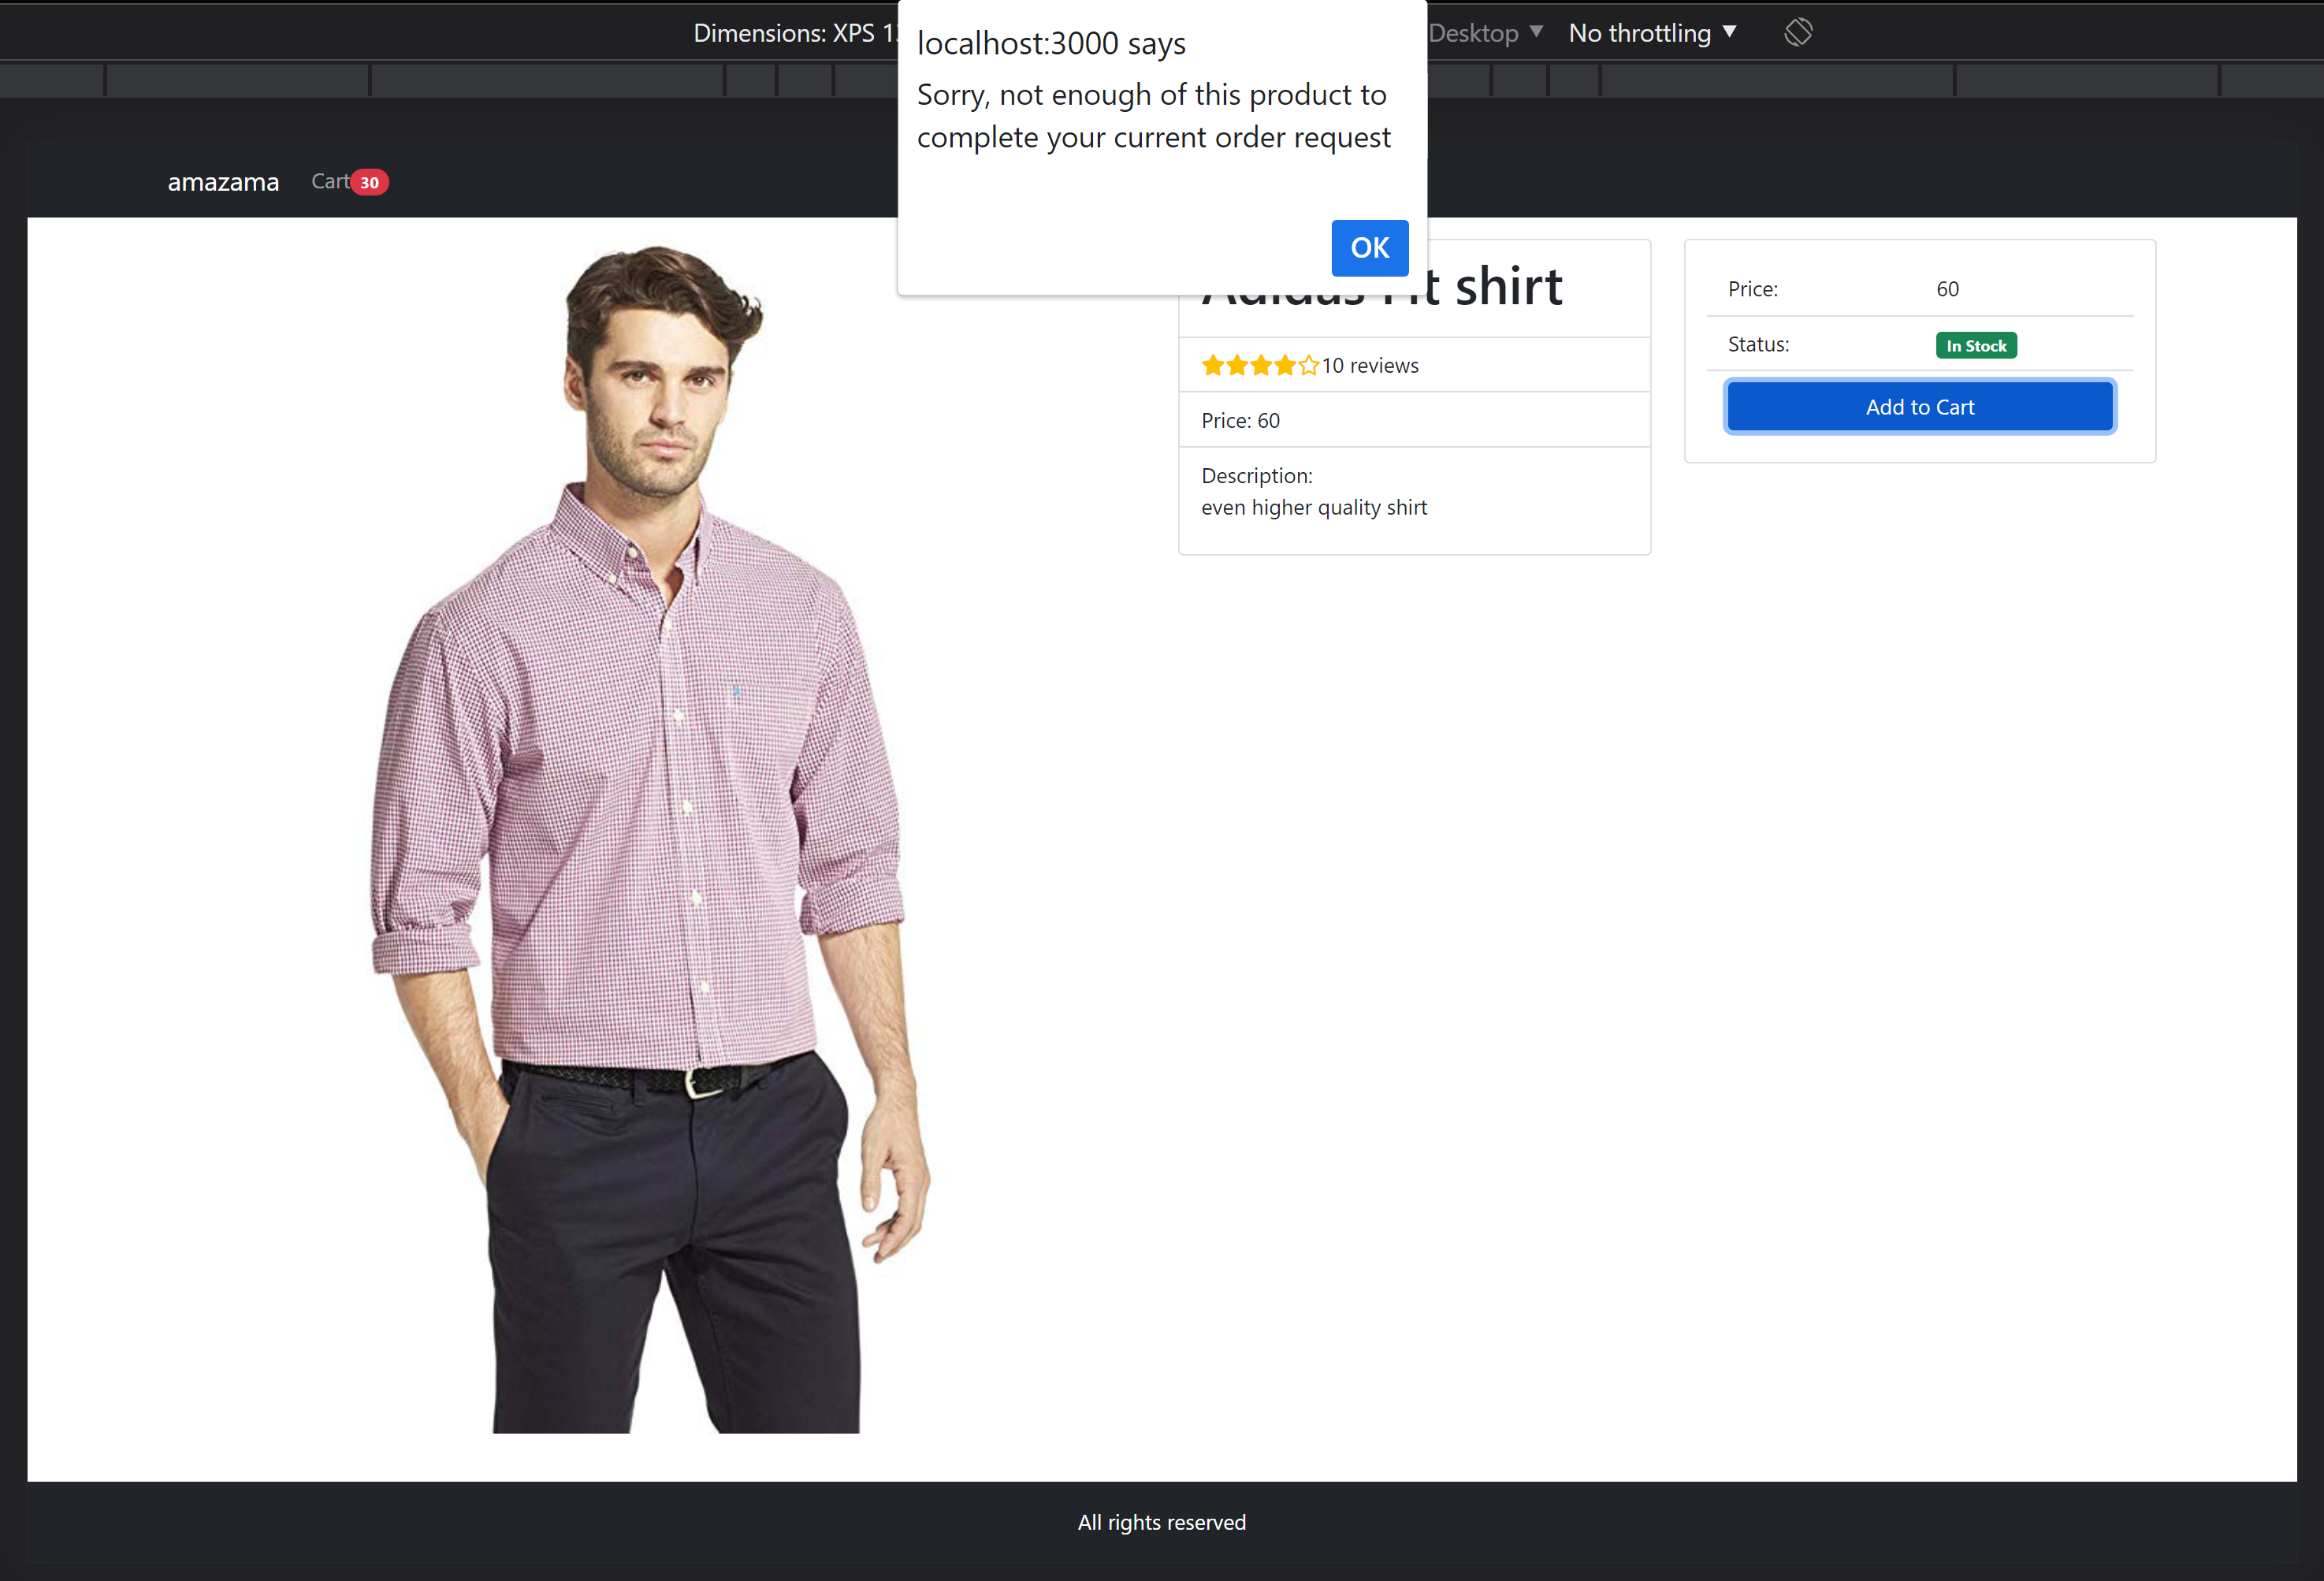 Dimensions: XPS 1
Desktop
No throttling
localhost:3000 says
Sorry, not enough of this product to
complete your current order request
OK
amazama
Cart 30
Adidas Fit shirt
10 reviews
Price: 60
Description:
even higher quality shirt
Price: 60
Status: In Stock
Add to Cart
All rights reserved